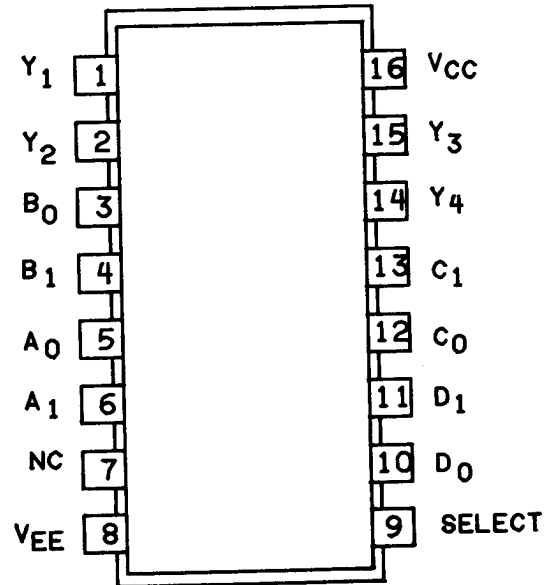 Y1 1 16 VCC
Y2 2 15 Y3
B0 3 14 Y4
B1 4 13 C1
A0 5 12 C0
A1 6 11 D1
NC 7 10 D0
VEE 8 9 SELECT